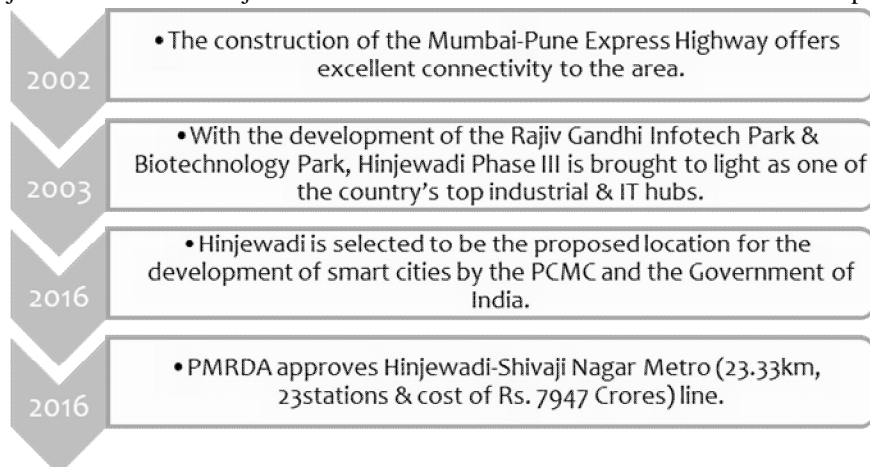 2002
•The construction of the Mumbai-Pune Express Highway offers
excellent connectivity to the area.
2003
•With the development of the Rajiv Gandhi Infotech Park &
Biotechnology Park, Hinjewadi Phase III is brought to light as one of
the country's top industrial & IT hubs.
2016
•Hinjewadi is selected to be the proposed location for the
development of smart cities by the PCMC and the Government of
India.
2016
•PMRDA approves Hinjewadi-Shivaji Nagar Metro (23.33km,
23stations & cost of Rs. 7947 Crores) line.